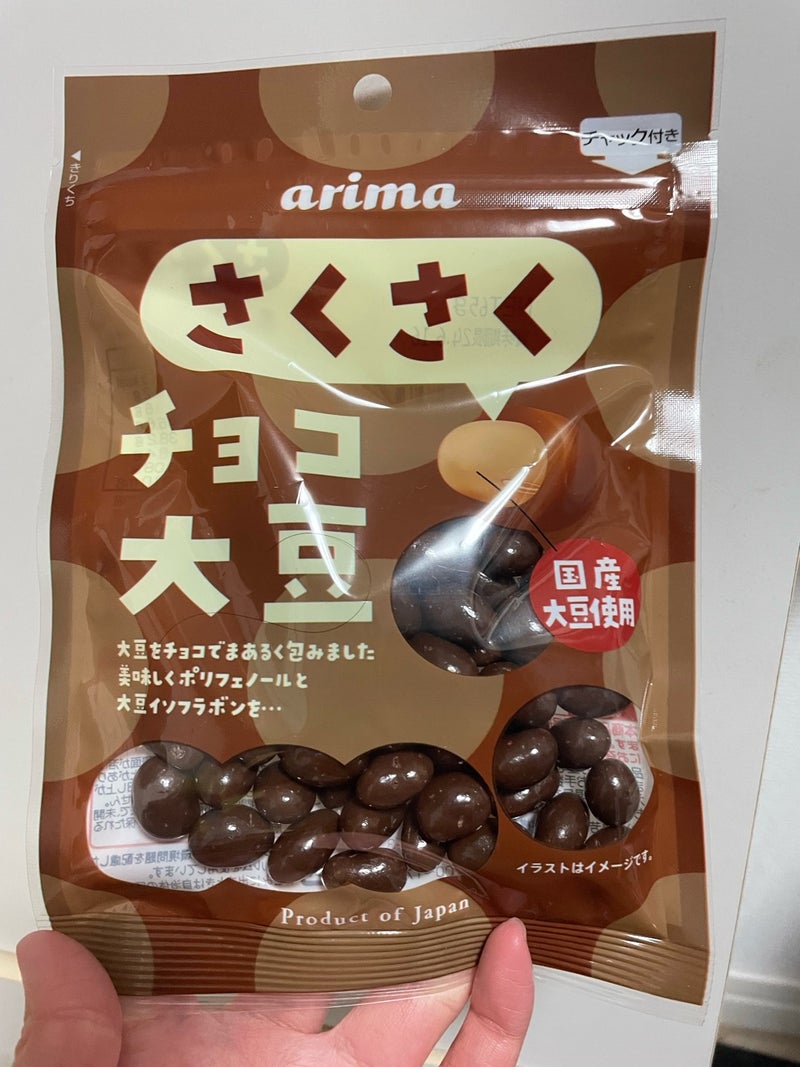 チャック付き
きりくち
arima
さくさく
チョコ
大豆
国産
大豆使用
大豆をチョコでまあるく包みました
美味しくポリフェノールと
大豆イソフラボンを…
イラストはイメージです。
Product of Japan